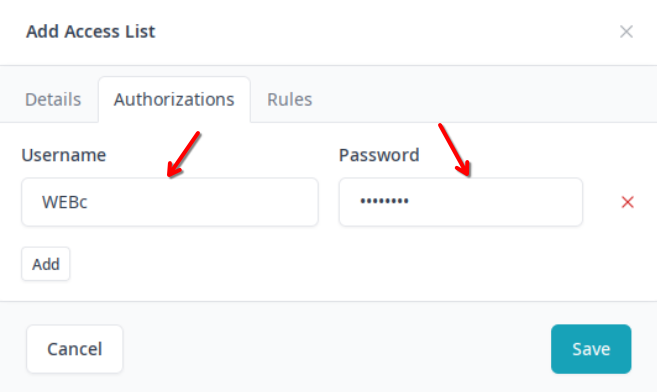 Add Access List
Details Authorizations Rules
Username Password
WEBc ••••••••
Add
Cancel Save